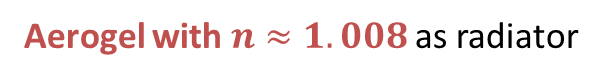 Aerogel with n ≈ 1.008 as radiator